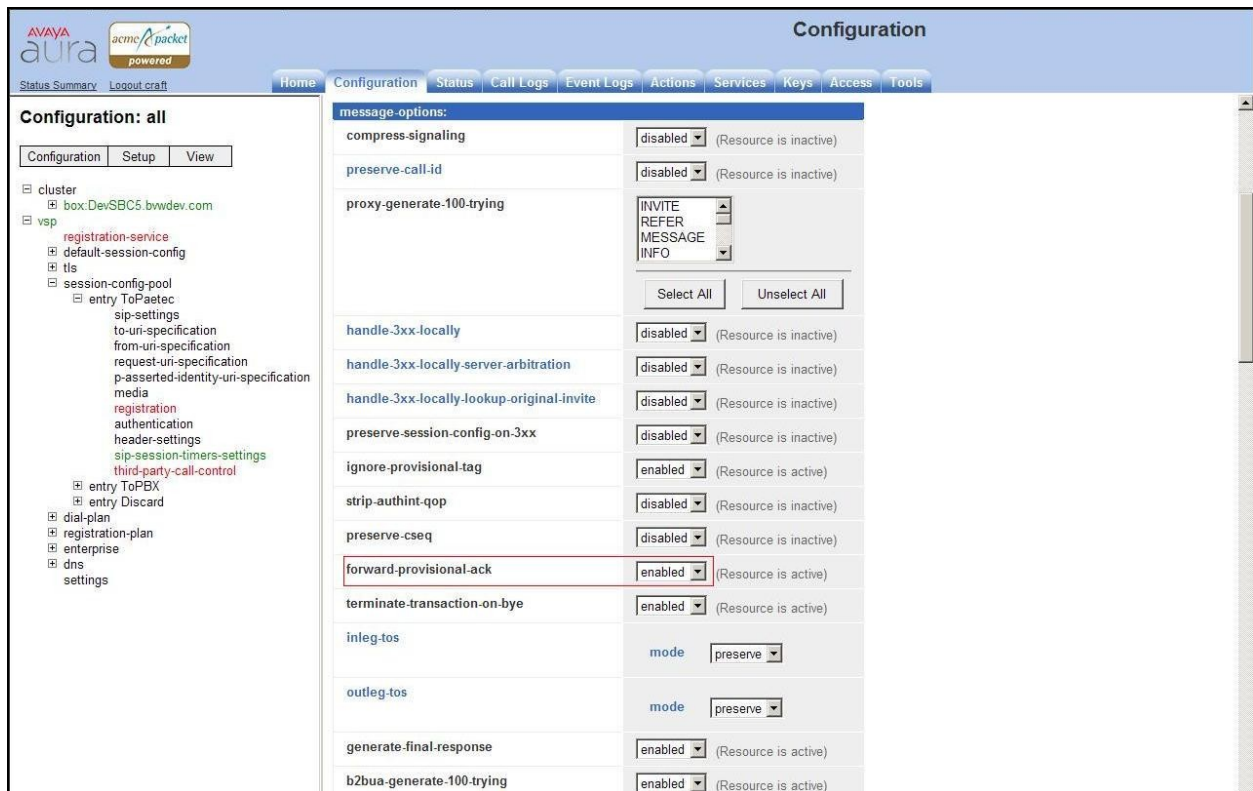 AVAYA
aura
acme packet
powered
Configuration
Status Summary Logout craft
Home Configuration Status Call Logs Event Logs Actions Services Keys Access Tools
Configuration: all
Configuration Setup View
cluster
box:DevSBC5.bvwdev.com
vsp
registration-service
default-session-config
tls
session-config-pool
entry ToPaetec
sip-settings
to-uri-specification
from-uri-specification
request-uri-specification
p-asserted-identity-uri-specification
media
registration
authentication
header-settings
sip-session-timers-settings
third-party-call-control
entry ToPBX
entry Discard
dial-plan
registration-plan
enterprise
dns
settings
message-options:
compress-signaling disabled (Resource is inactive)
preserve-call-id disabled (Resource is inactive)
proxy-generate-100-trying
INVITE
REFER
MESSAGE
INFO
Select All Unselect All
handle-3xx-locally disabled (Resource is inactive)
handle-3xx-locally-server-arbitration disabled (Resource is inactive)
handle-3xx-locally-lookup-original-invite disabled (Resource is inactive)
preserve-session-config-on-3xx disabled (Resource is inactive)
ignore-provisional-tag enabled (Resource is active)
strip-authint-qop disabled (Resource is inactive)
preserve-cseq disabled (Resource is inactive)
forward-provisional-ack enabled (Resource is active)
terminate-transaction-on-bye enabled (Resource is active)
inleg-tos
mode preserve
outleg-tos
mode preserve
generate-final-response enabled (Resource is active)
b2bua-generate-100-trying enabled (Resource is active)